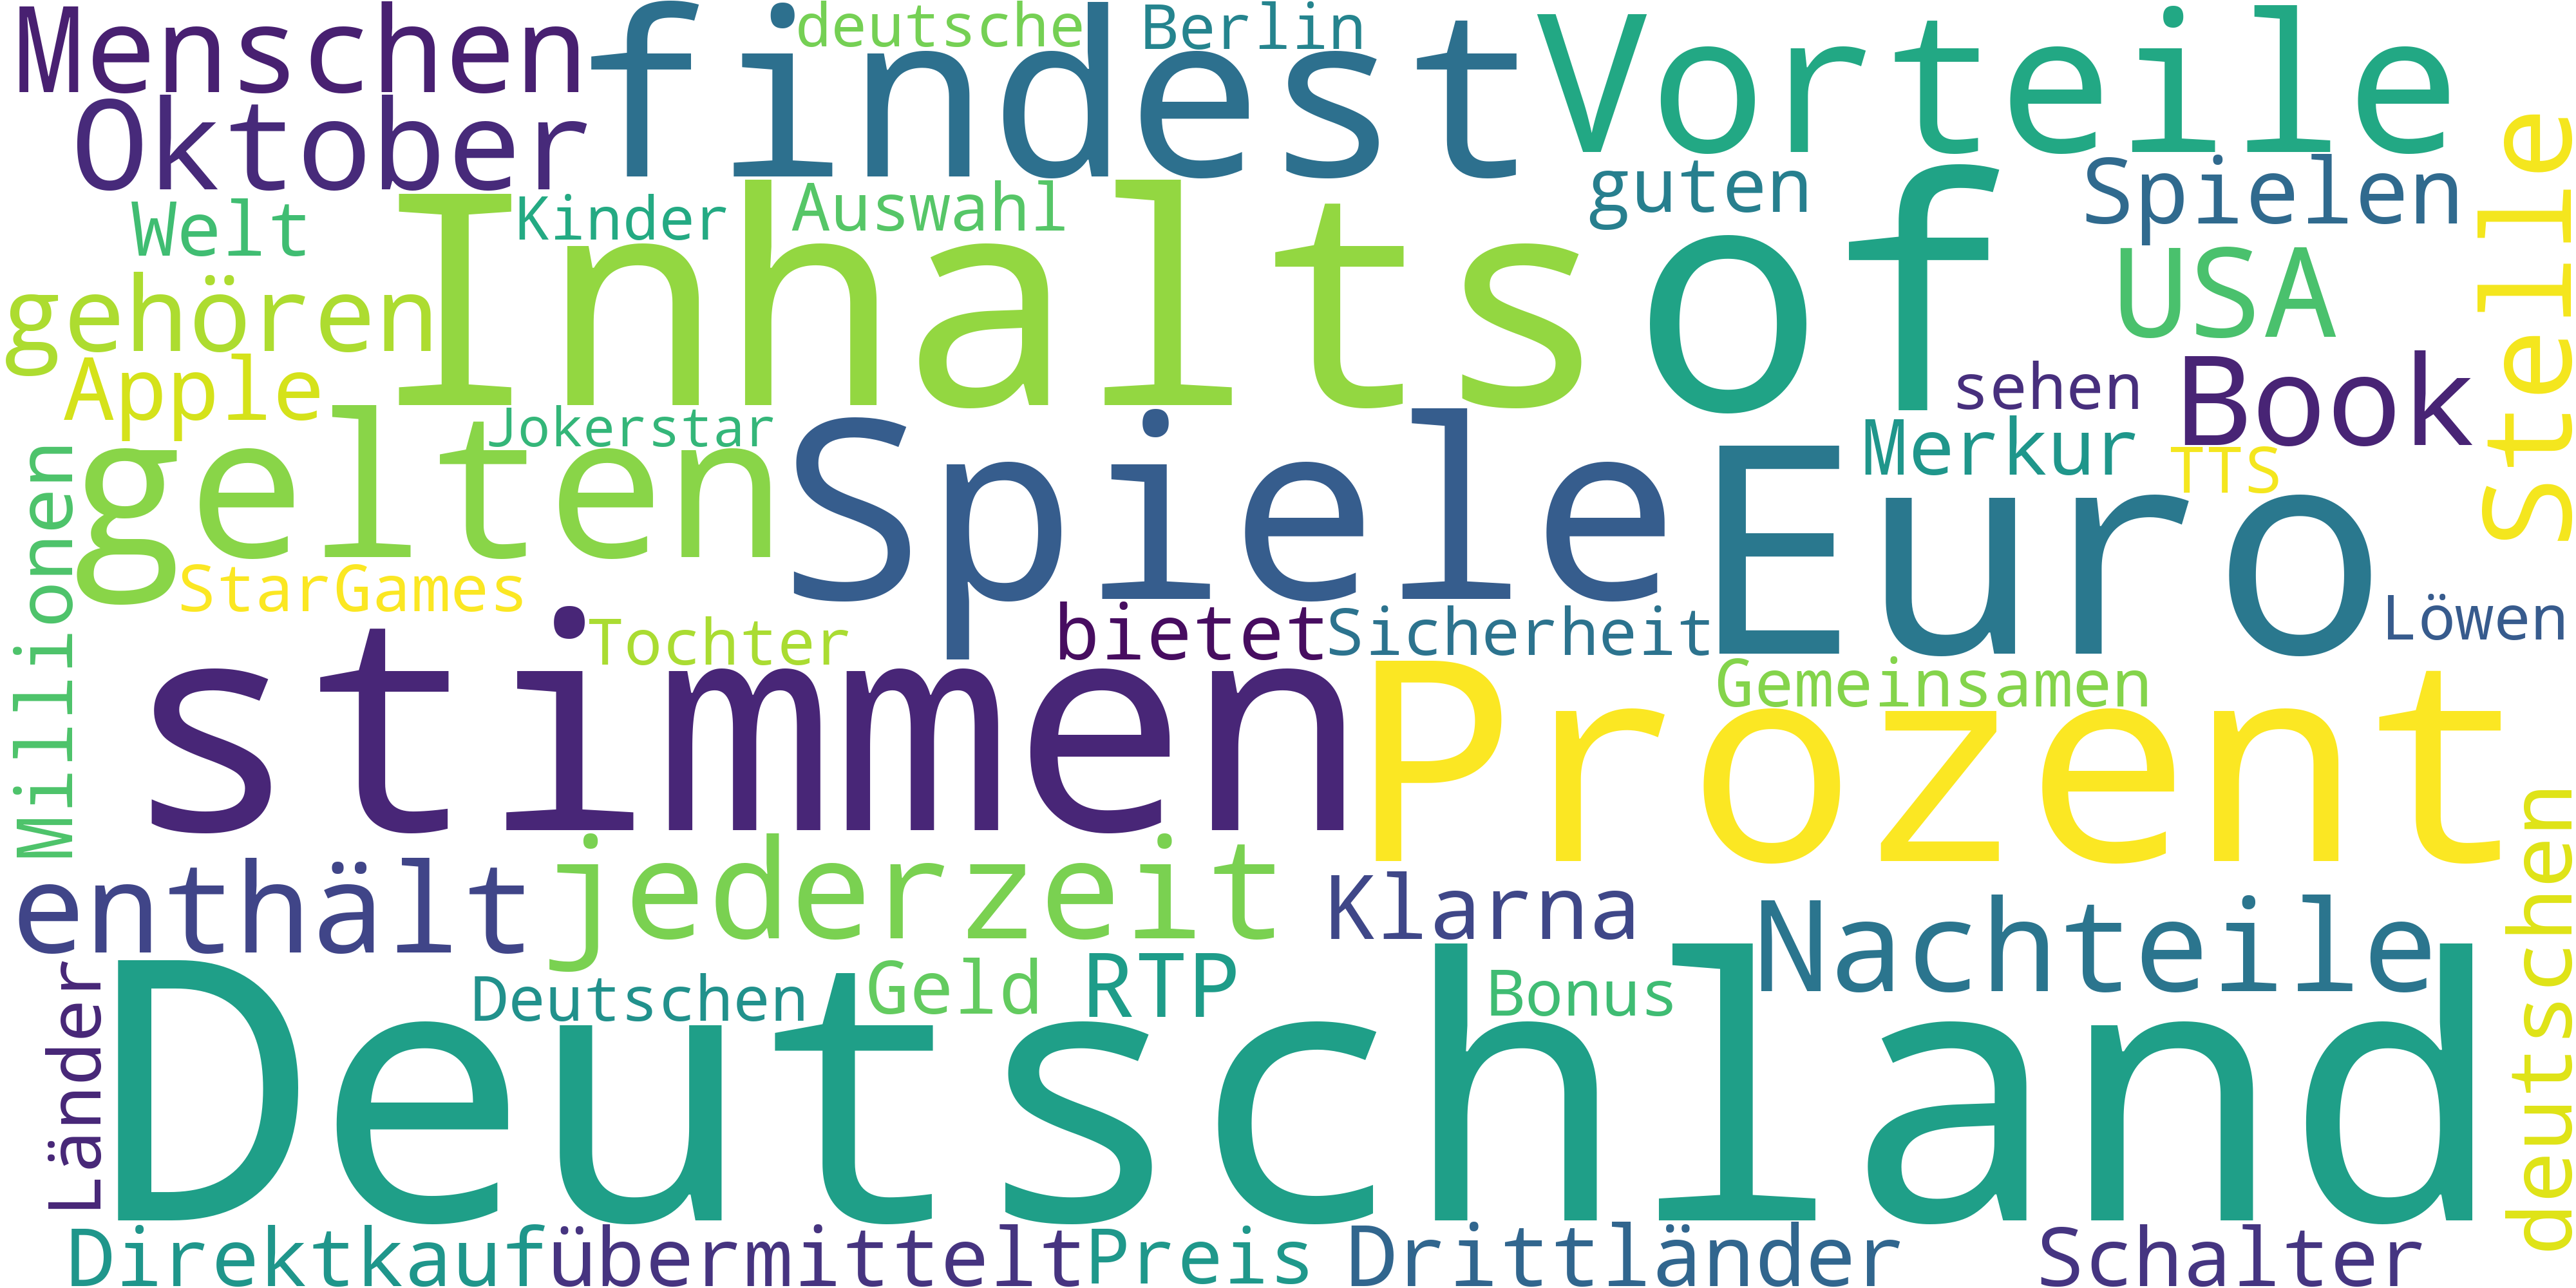 Menschen
findest
deutsche
Berlin
Vorteile
Oktober
Stelle
Welt
Kinder
Auswahl
guten
Spielen
Inhalts
of
USA
gehören
Apple
Jokerstar
sehen
Book
gelten
Spiele
Euro
Merkur
TTS
Millionen
StarGames
Tochter
bietet
Sicherheit
Löwen
stimmen
Prozent
Gemeinsamen
enthält
jederzeit
Klarna
Nachteile
deutschen
Länder
Deutschen
Geld
RTP
Bonus
Deutschland
Direktkauf
übermittelt
Preis
Drittländer
Schalter